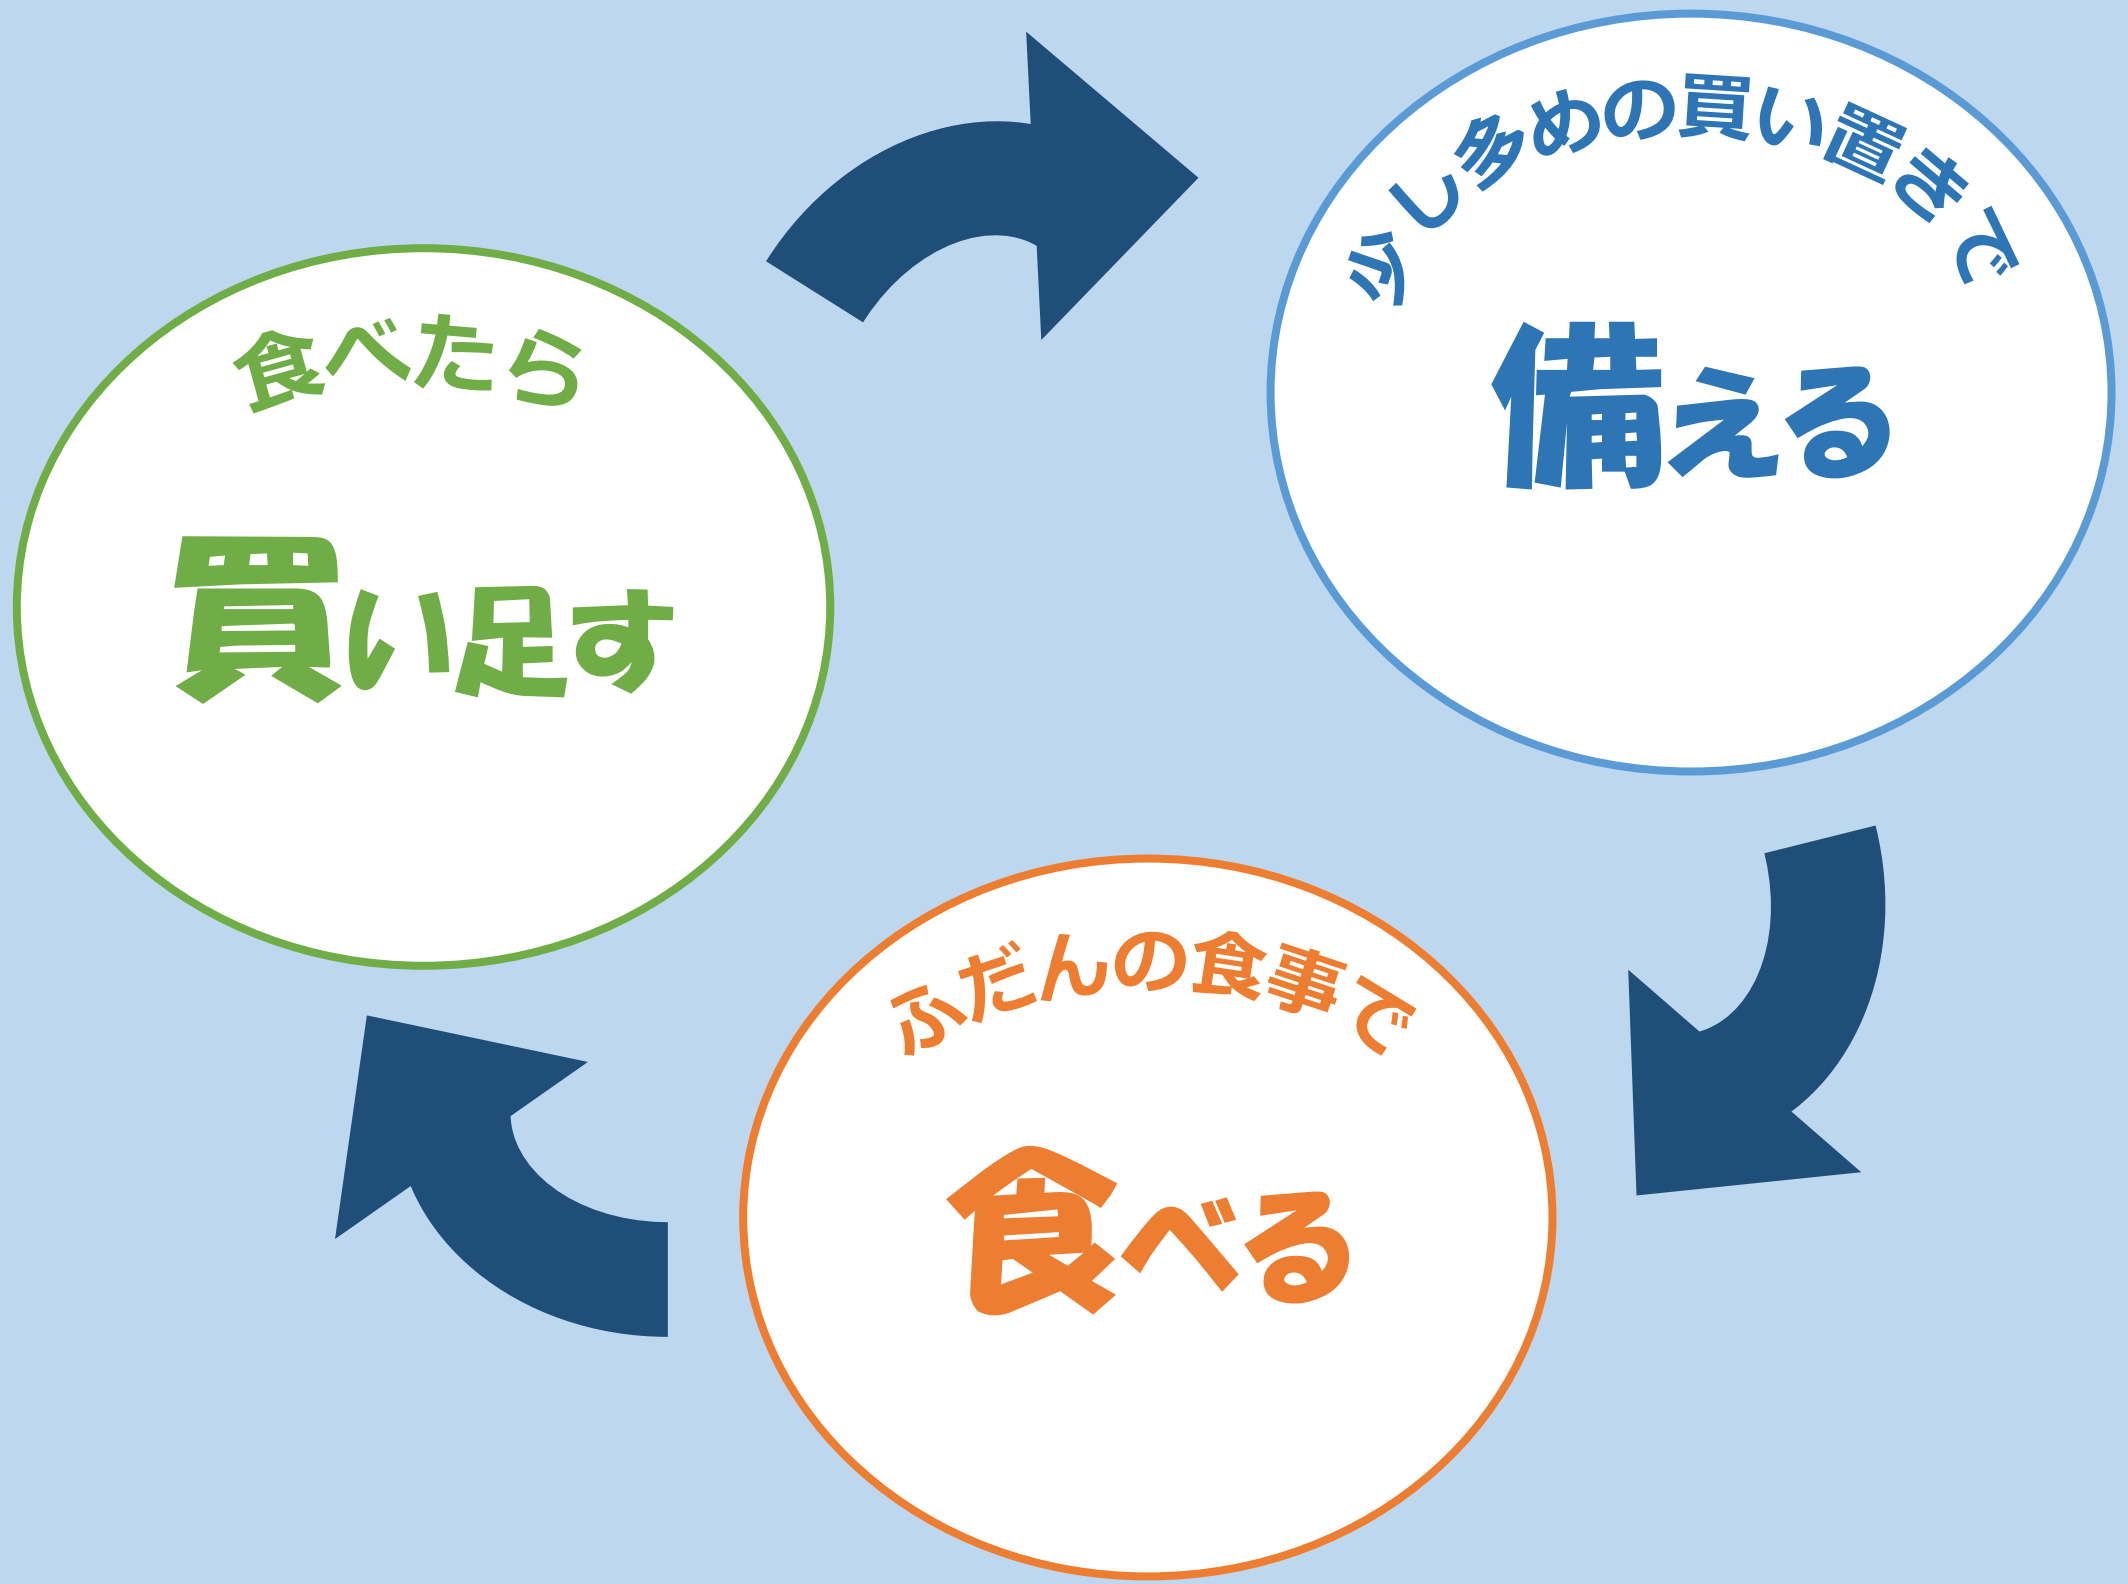 少し多めの買い置きで
備える
食べたら
買い足す
ふだんの食事で
食べる